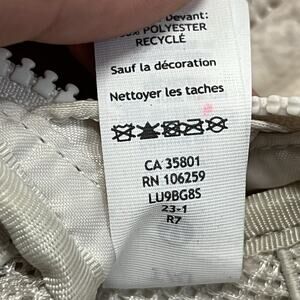 Devant:
POLYESTER
RECYCLÉ
Sauf la décoration
Nettoyer les taches
CA 35801
RN 106259
LU9BG8S
23-1
R7